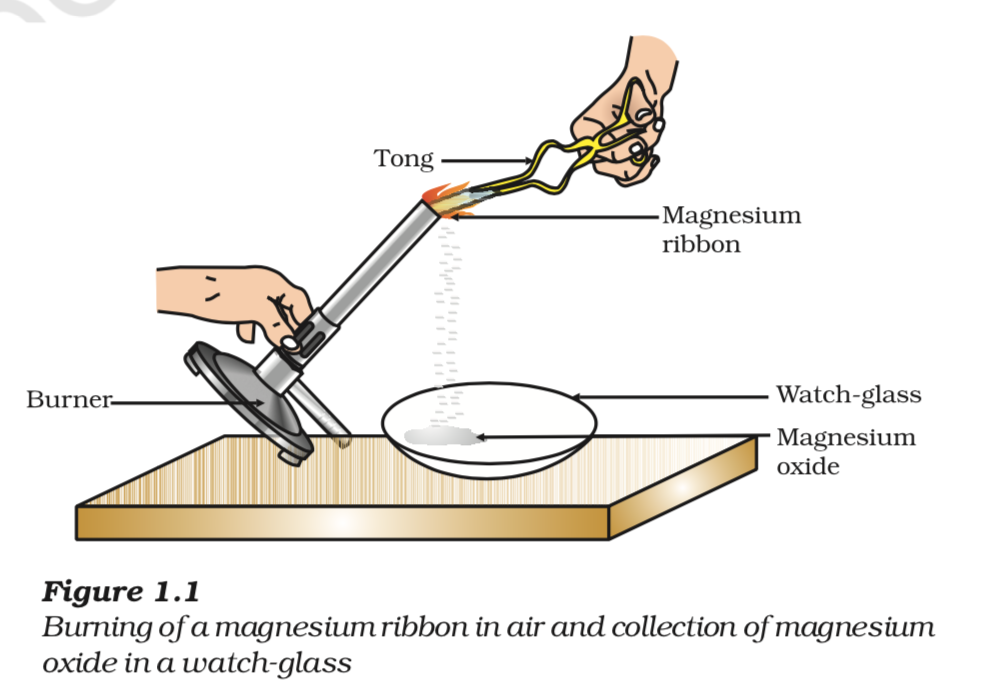 Tong
Magnesium
ribbon
Burner
Watch-glass
Magnesium
oxide
Figure 1.1
Burning of a magnesium ribbon in air and collection of magnesium
oxide in a watch-glass